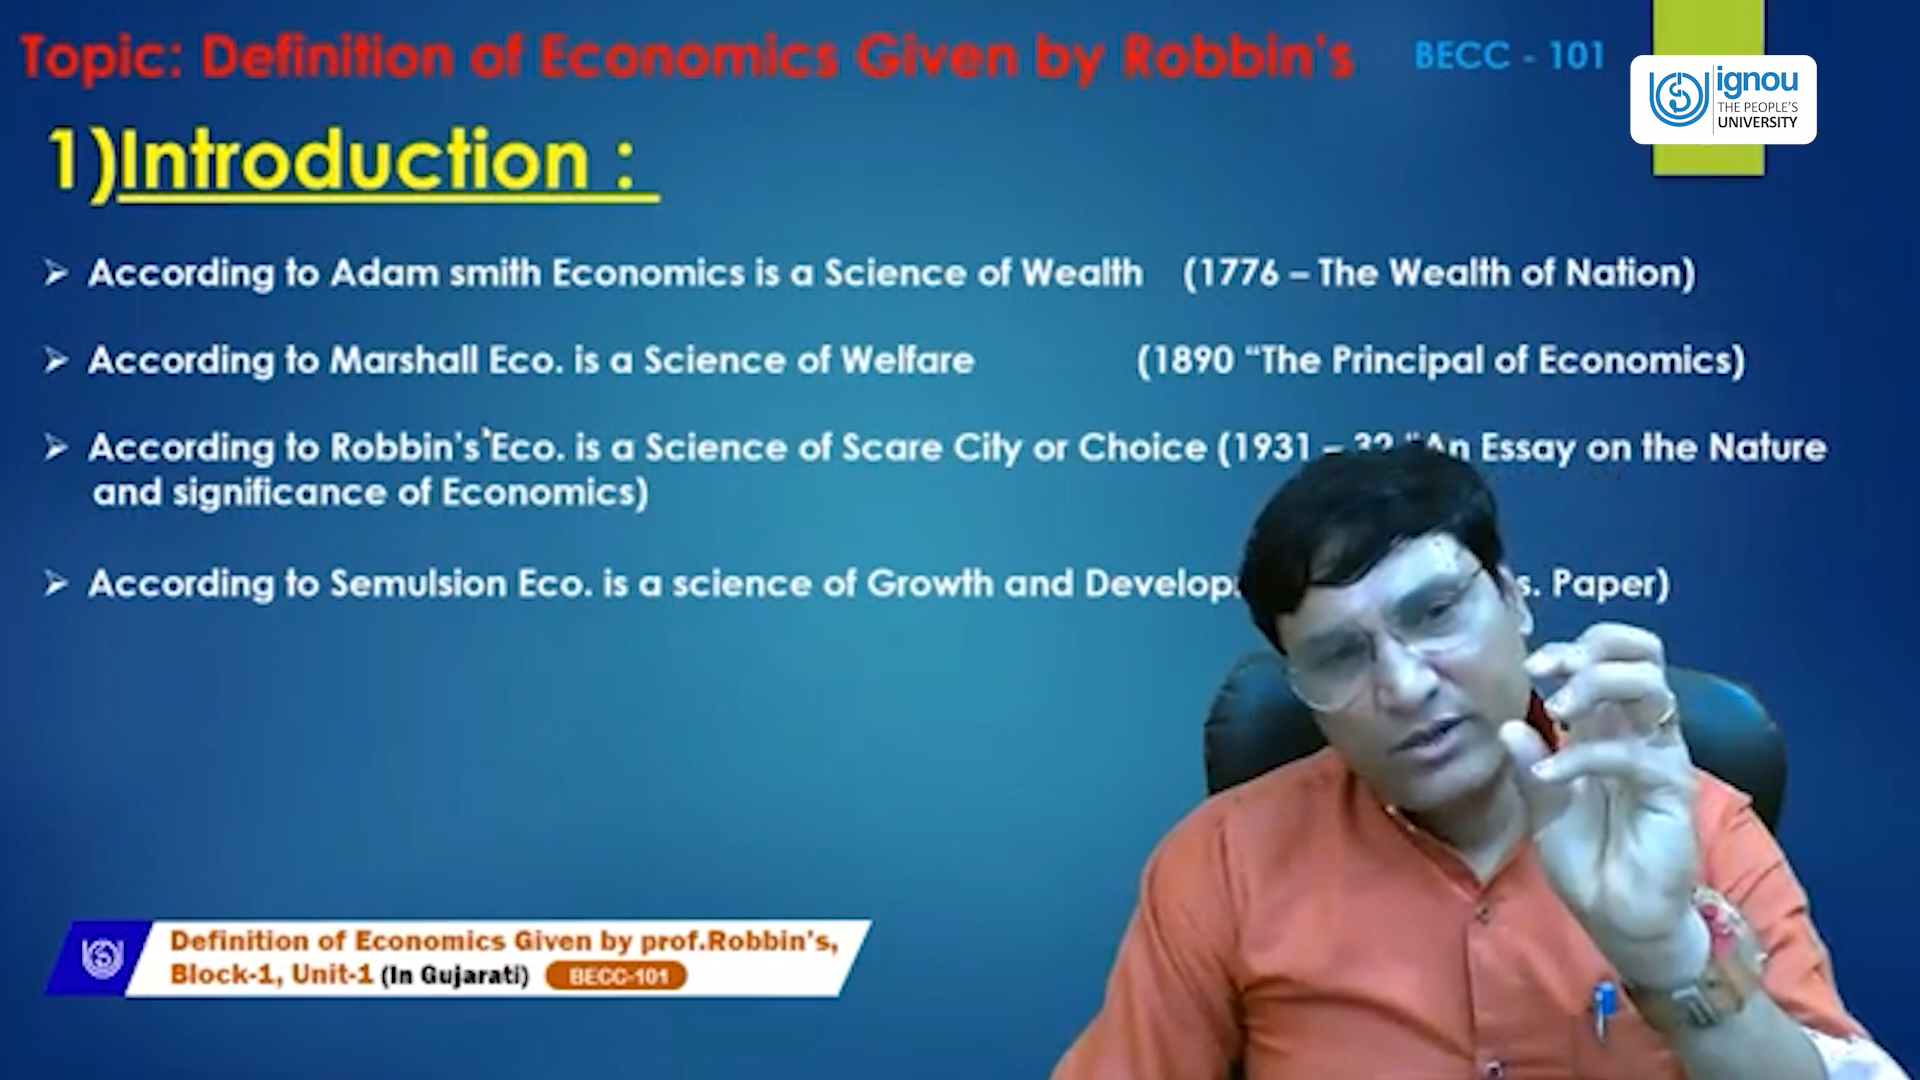 Topic: Definition of Economics Given by Robbin's
BECC - 101
ignou
THE PEOPLE'S
UNIVERSITY
1)Introduction :
➢ According to Adam smith Economics is a Science of Wealth (1776 – The Wealth of Nation)
➢ According to Marshall Eco. is a Science of Welfare (1890 “The Principal of Economics)
➢ According to Robbin's Eco. is a Science of Scare City or Choice (1931 – 32 “An Essay on the Nature
and significance of Economics)
➢ According to Semulsion Eco. is a science of Growth and Develop s. Paper)
Definition of Economics Given by prof.Robbin's,
Block-1, Unit-1 (In Gujarati) BECC-101